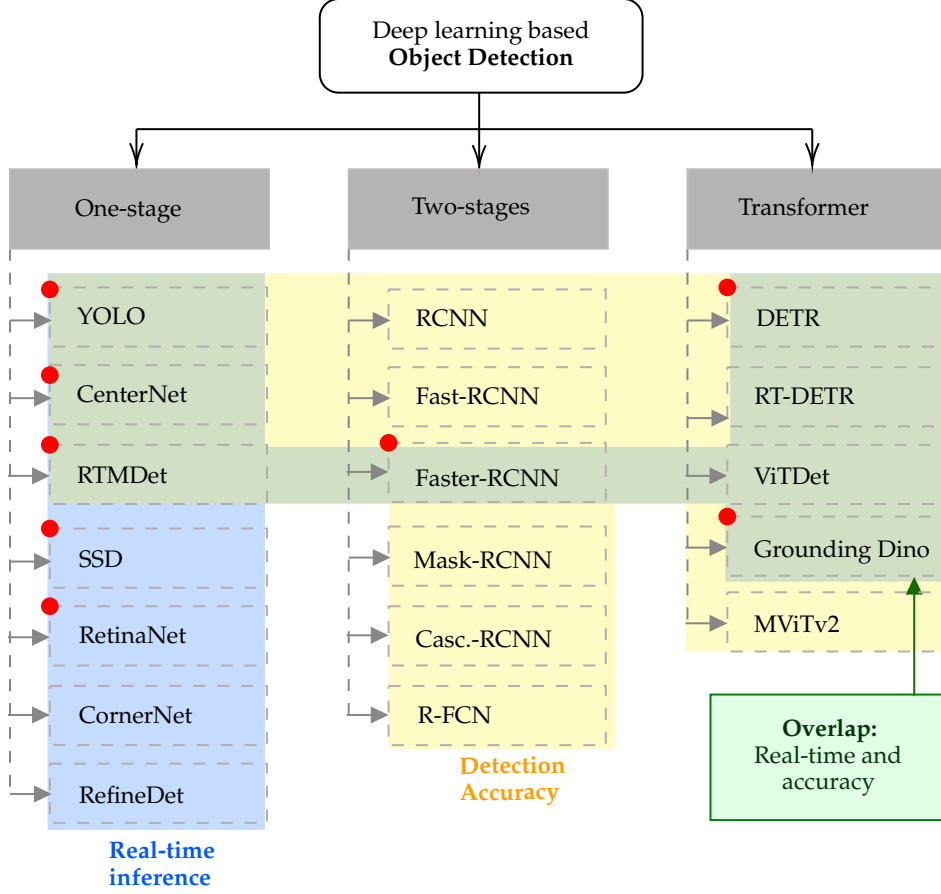 Deep learning based
Object Detection
One-stage
Two-stages
Transformer
YOLO
CenterNet
RTMDet
SSD
RetinaNet
CornerNet
RefineDet
Real-time
inference
RCNN
Fast-RCNN
Faster-RCNN
Mask-RCNN
Casc.-RCNN
R-FCN
Detection
Accuracy
DETR
RT-DETR
ViTDet
Grounding Dino
MViTv2
Overlap:
Real-time and
accuracy